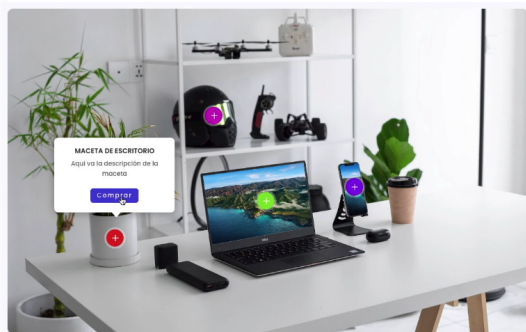 MACETA DE ESCRITORIO
Aquí va la descripción de la
maceta
Comprar